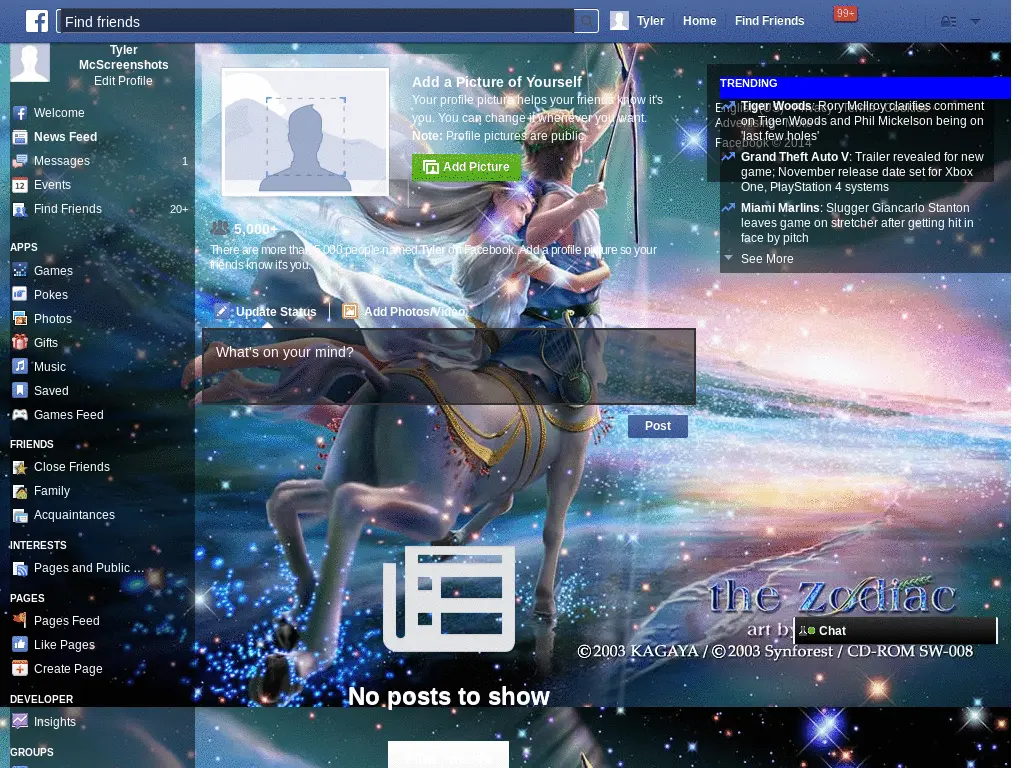 Find friends
Tyler
Home
Find Friends
99+
Tyler
McScreenshots
Edit Profile
Welcome
News Feed
Messages 1
Events
12
Find Friends 20+
APPS
Games
Pokes
Photos
Gifts
Music
Saved
Games Feed
FRIENDS
Close Friends
Family
Acquaintances
INTERESTS
Pages and Public ...
PAGES
Pages Feed
Like Pages
Create Page
DEVELOPER
Insights
GROUPS
Add a Picture of Yourself
Your profile picture helps your friends know it's
you. You can change it whenever you want.
Note: Profile pictures are public.
Add Picture
5,000+
There are more than 5,000 people named Tyler on Facebook. Add a profile picture so your
friends know it's you.
Update Status
Add Photos/Video
What's on your mind?
Post
No posts to show
TRENDING
Tiger Woods: Rory McIlroy clarifies comment
on Tiger Woods and Phil Mickelson being on
'last few holes'
Facebook © 2014
Grand Theft Auto V: Trailer revealed for new
game; November release date set for Xbox
One, PlayStation 4 systems
Miami Marlins: Slugger Giancarlo Stanton
leaves game on stretcher after getting hit in
face by pitch
See More
the Zodiac
art by
Chat
©2003 KAGAYA / ©2003 Synforest / CD-ROM SW-008